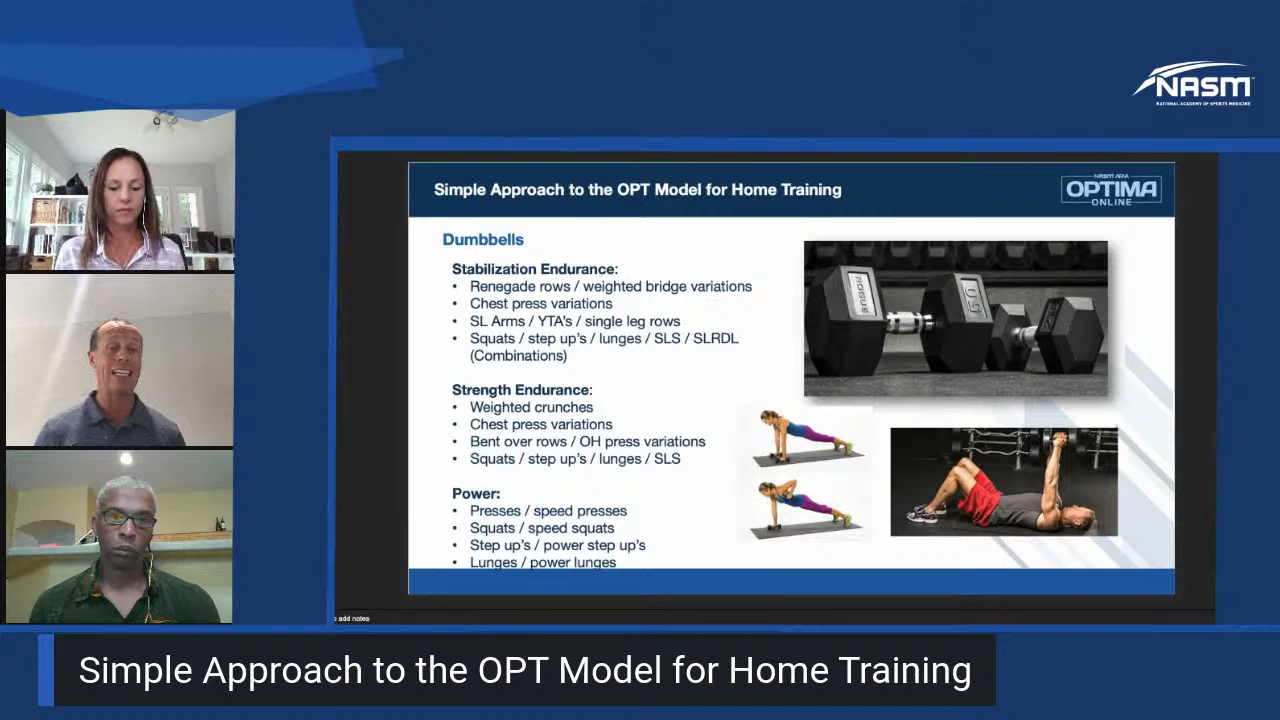 NASM
NATIONAL ACADEMY OF SPORTS MEDICINE
Simple Approach to the OPT Model for Home Training
NASM AFAA
OPTIMA
ONLINE
Dumbbells
Stabilization Endurance:
• Renegade rows / weighted bridge variations
• Chest press variations
• SL Arms / YTA's / single leg rows
• Squats / step up's / lunges / SLS / SLRDL
(Combinations)
Strength Endurance:
• Weighted crunches
• Chest press variations
• Bent over rows / OH press variations
• Squats / step up's / lunges / SLS
Power:
• Presses / speed presses
• Squats / speed squats
• Step up's / power step up's
• Lunges / power lunges
ROGUE
add notes
Simple Approach to the OPT Model for Home Training